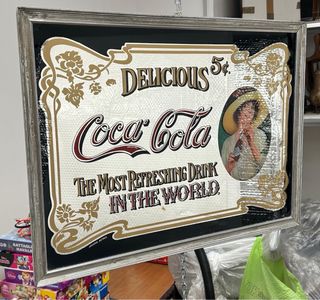 DELICIOUS 5¢
Coca-Cola
THE MOST REFRESHING DRINK
IN THE WORLD.